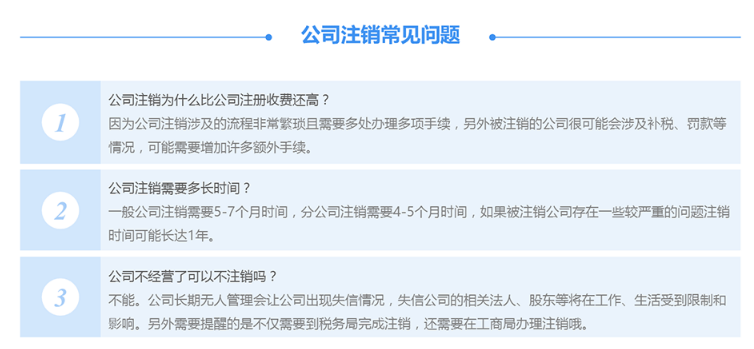 公司注销常见问题
1
公司注销为什么比公司注册收费还高？
因为公司注销涉及的流程非常繁琐且需要多处办理多项手续，另外被注销的公司很可能会涉及补税、罚款等
情况，可能需要增加许多额外手续。
2
公司注销需要多长时间？
一般公司注销需要5-7个月时间，分公司注销需要4-5个月时间，如果被注销公司存在一些较严重的问题注销
时间可能长达1年。
3
公司不经营了可以不注销吗？
不能。公司长期无人管理会让公司出现失信情况，失信公司的相关法人、股东等将在工作、生活受到限制和
影响。另外需要提醒的是不仅需要到税务局完成注销，还需要在工商局办理注销哦。